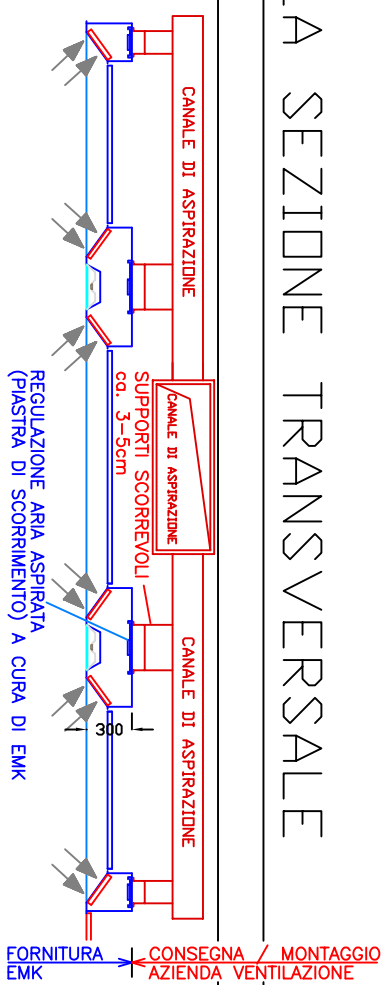 LA SEZIONE TRANSVERSALE
CANALE DI ASPIRAZIONE
CANALE DI ASPIRAZIONE
CANALE DI ASPIRAZIONE
SUPPORTI SCORREVOLI
ca. 3-5cm
300
REGULAZIONE ARIA ASPIRATA
(PIASTRA DI SCORRIMENTO) A CURA DI EMK
FORNITURA
EMK
CONSEGNA / MONTAGGIO
AZIENDA VENTILAZIONE